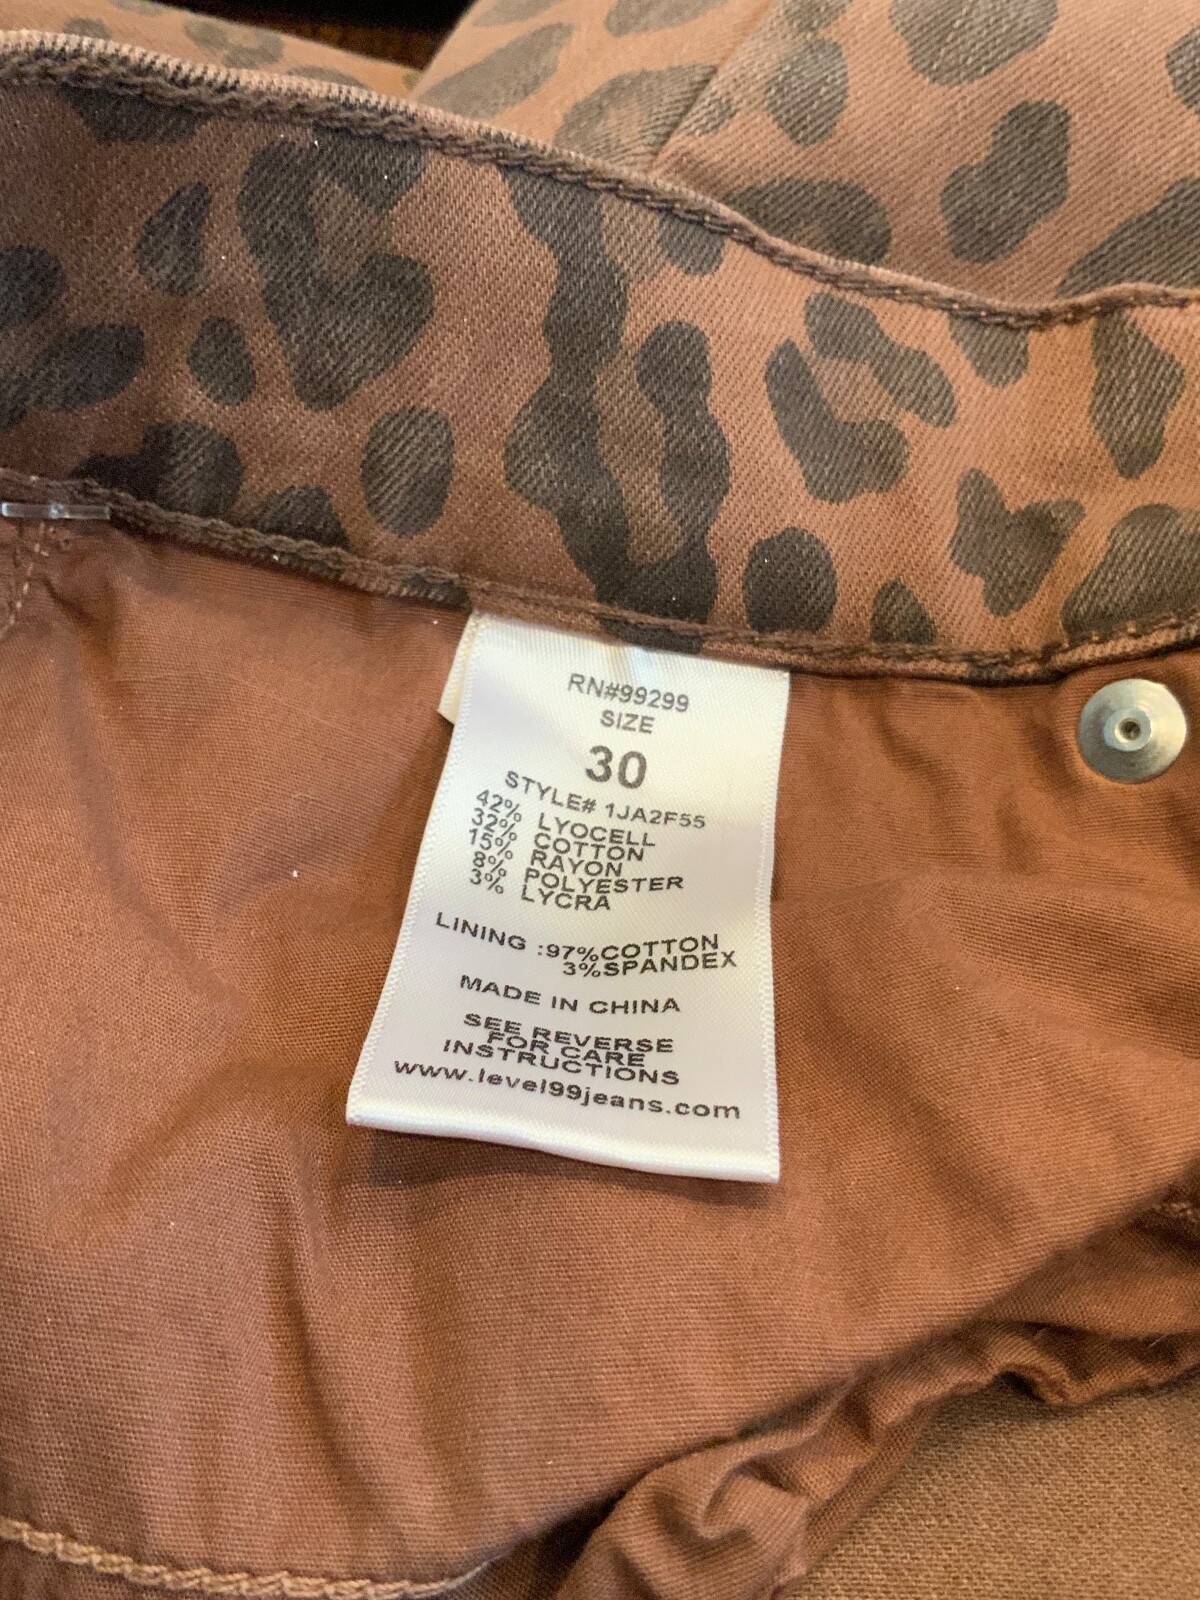 RN#99299
SIZE
30
STYLE# 1JA2F55
42% LYOCELL
32% COTTON
15% RAYON
8% POLYESTER
3% LYCRA
LINING :97%COTTON
3%SPANDEX
MADE IN CHINA
SEE REVERSE
FOR CARE
INSTRUCTIONS
www.level99jeans.com